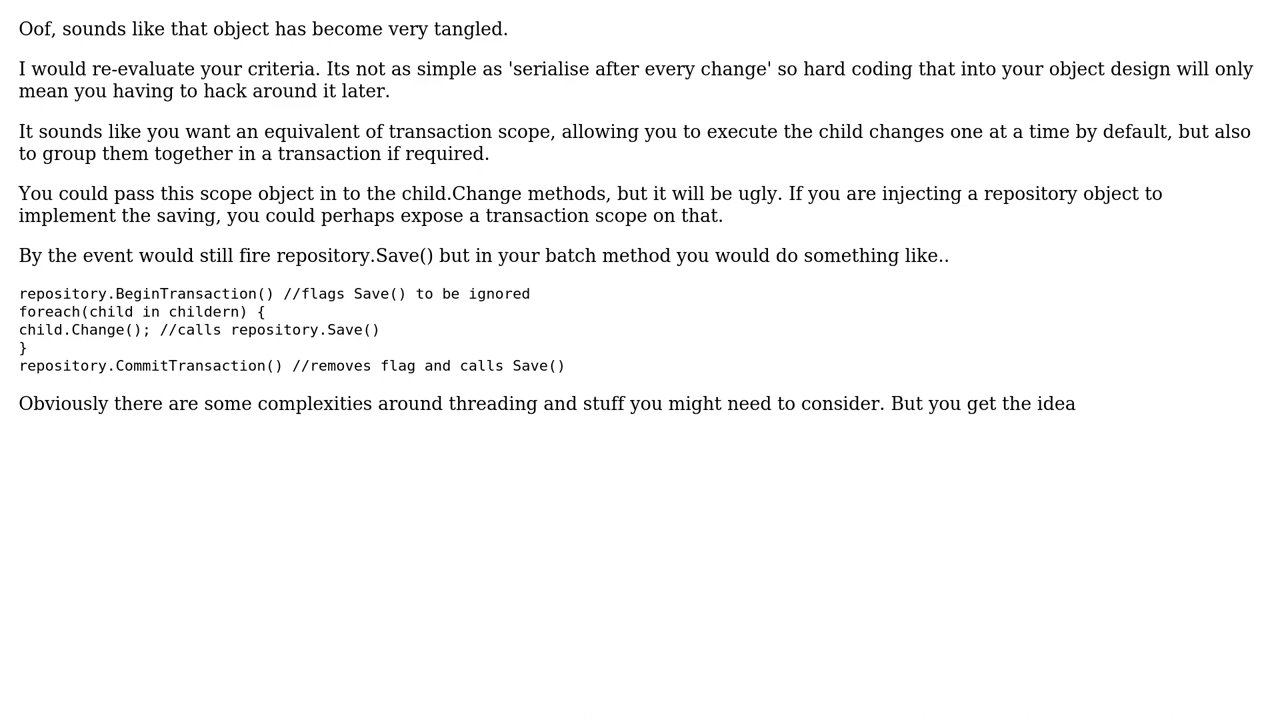 Oof, sounds like that object has become very tangled.
I would re-evaluate your criteria. Its not as simple as 'serialise after every change' so hard coding that into your object design will only
mean you having to hack around it later.
It sounds like you want an equivalent of transaction scope, allowing you to execute the child changes one at a time by default, but also
to group them together in a transaction if required.
You could pass this scope object in to the child.Change methods, but it will be ugly. If you are injecting a repository object to
implement the saving, you could perhaps expose a transaction scope on that.
By the event would still fire repository.Save() but in your batch method you would do something like..
repository.BeginTransaction() //flags Save() to be ignored
foreach(child in childern) {
child.Change(); //calls repository.Save()
}
repository.CommitTransaction() //removes flag and calls Save()
Obviously there are some complexities around threading and stuff you might need to consider. But you get the idea